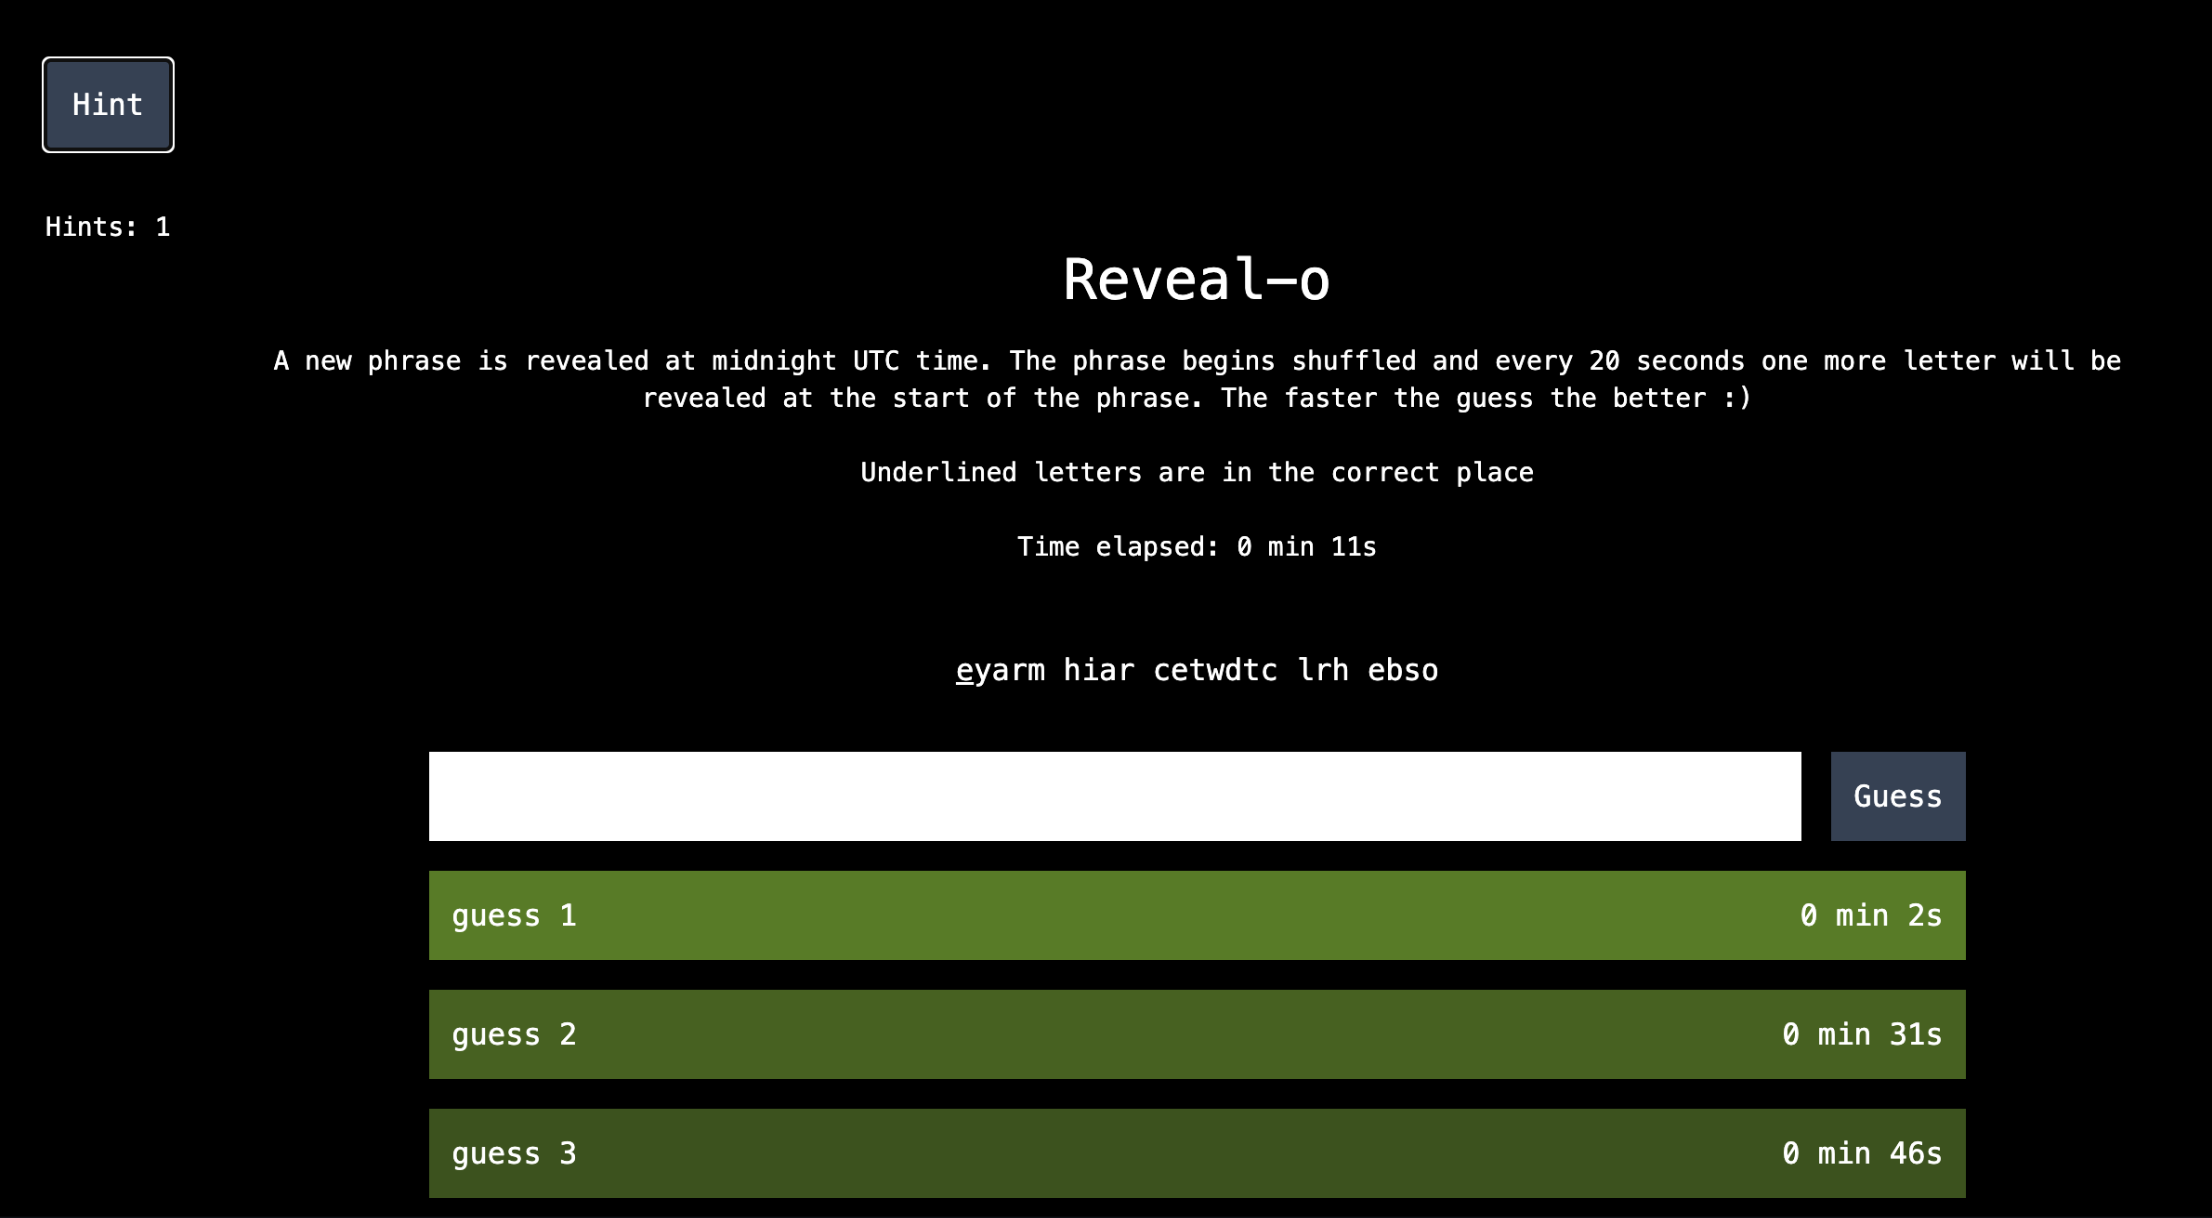 Hint
Hints: 1
Reveal-o
A new phrase is revealed at midnight UTC time. The phrase begins shuffled and every 20 seconds one more letter will be
revealed at the start of the phrase. The faster the guess the better :)
Underlined letters are in the correct place
Time elapsed: 0 min 11s
eyarm hiar cetwdtc lrh ebso
Guess
guess 1 0 min 2s
guess 2 0 min 31s
guess 3 0 min 46s